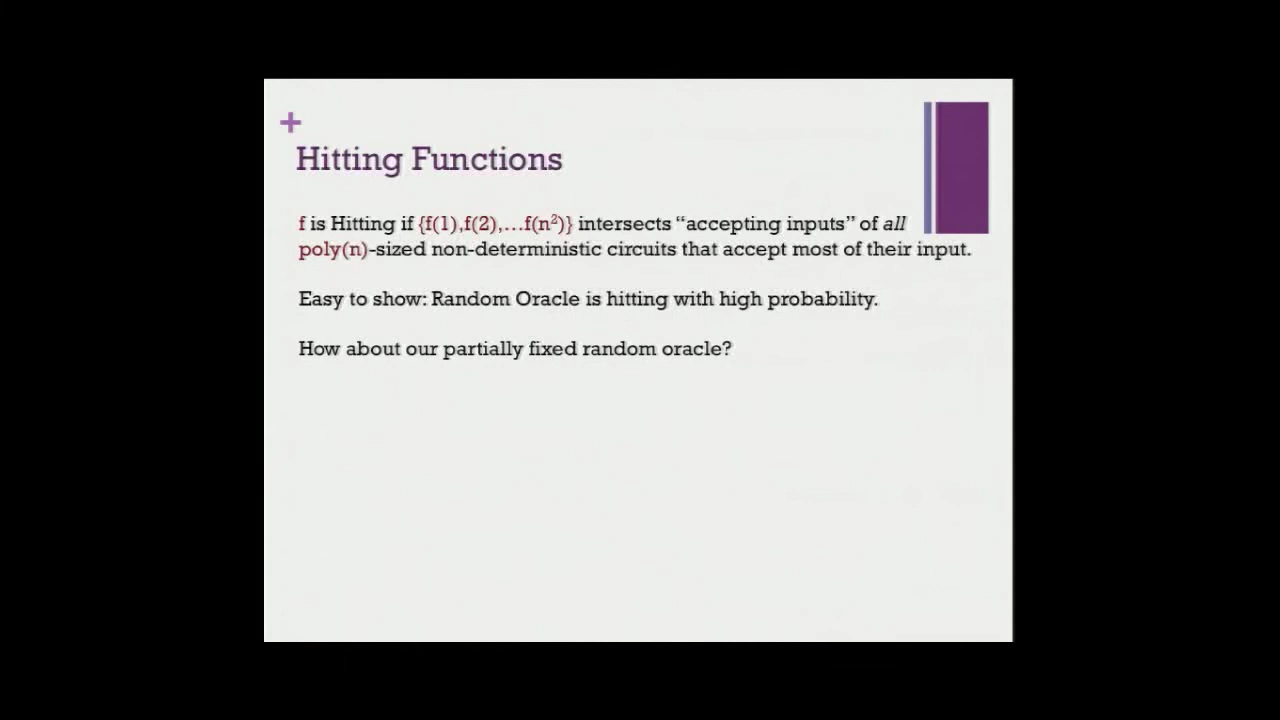 +
Hitting Functions
f is Hitting if {f(1),f(2),…f(n²)} intersects “accepting inputs” of all
poly(n)-sized non-deterministic circuits that accept most of their input.
Easy to show: Random Oracle is hitting with high probability.
How about our partially fixed random oracle?